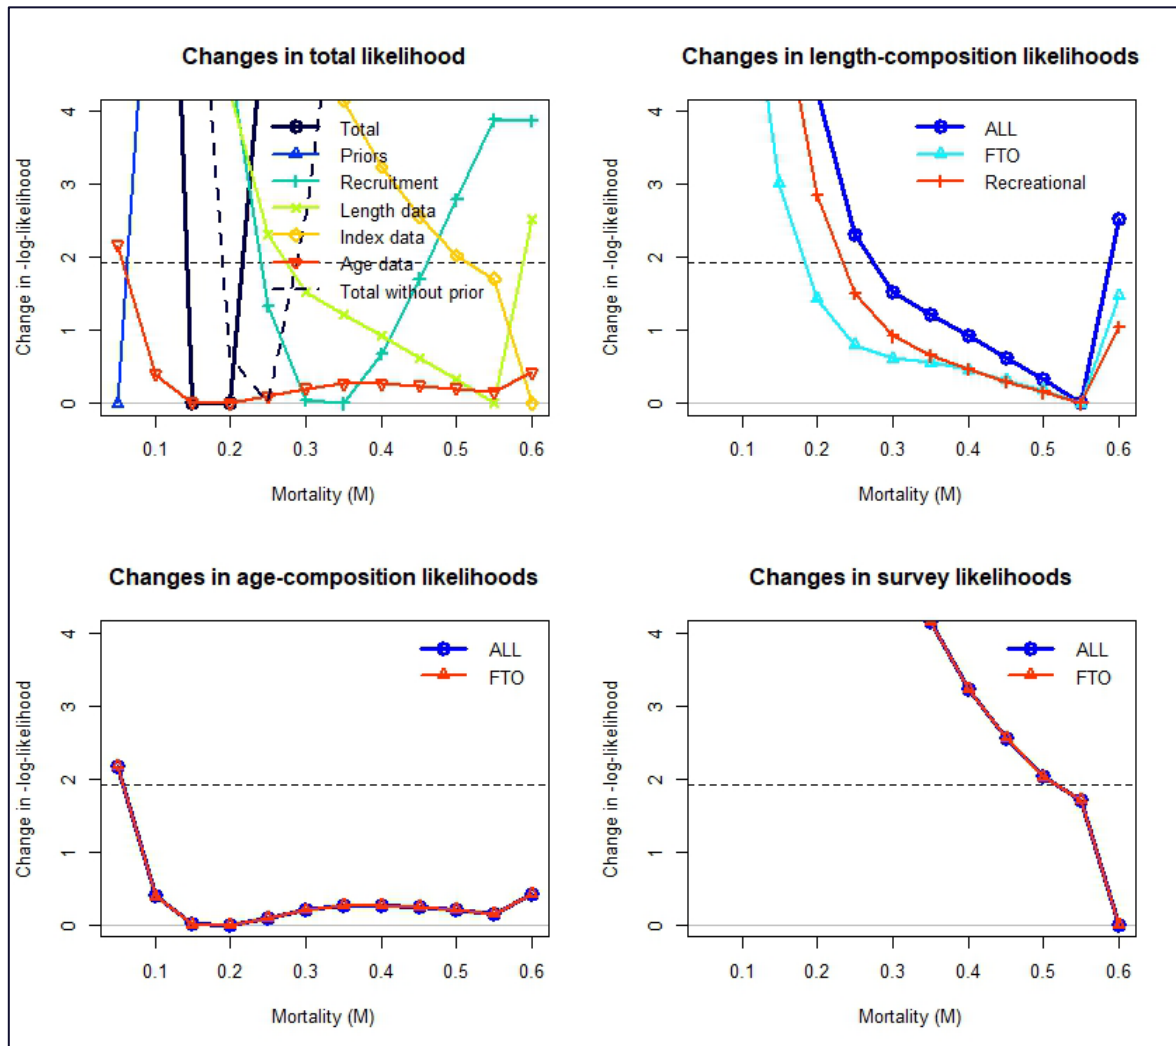 Changes in total likelihood
Change in -log-likelihood
4
3
2
1
0
Total
Priors
Recruitment
Length data
Index data
Age data
Total without prior
0.1 0.2 0.3 0.4 0.5 0.6
Mortality (M)
Changes in length-composition likelihoods
Change in -log-likelihood
4
3
2
1
0
ALL
FTO
Recreational
0.1 0.2 0.3 0.4 0.5 0.6
Mortality (M)
Changes in age-composition likelihoods
Change in -log-likelihood
4
3
2
1
0
ALL
FTO
0.1 0.2 0.3 0.4 0.5 0.6
Mortality (M)
Changes in survey likelihoods
Change in -log-likelihood
4
3
2
1
0
ALL
FTO
0.1 0.2 0.3 0.4 0.5 0.6
Mortality (M)